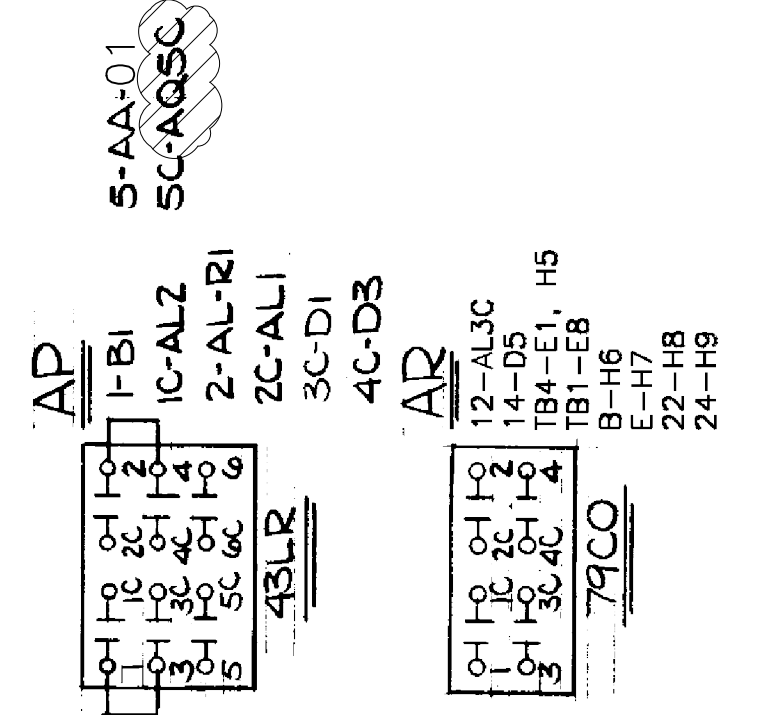 AP
1-B1
1C-AL2
2-AL-R1
2C-AL1
3C-D1
4C-D3
5-AA-01
5C-AQ5C
1 1C 2C 2
3 3C 4C 4
5 5C 6C 6
43LR
AR
12-AL3C
14-D5
TB4-E1, H5
TB1-E8
B-H6
E-H7
22-H8
24-H9
1 1C 2C 2
3 3C 4C 4
79CO